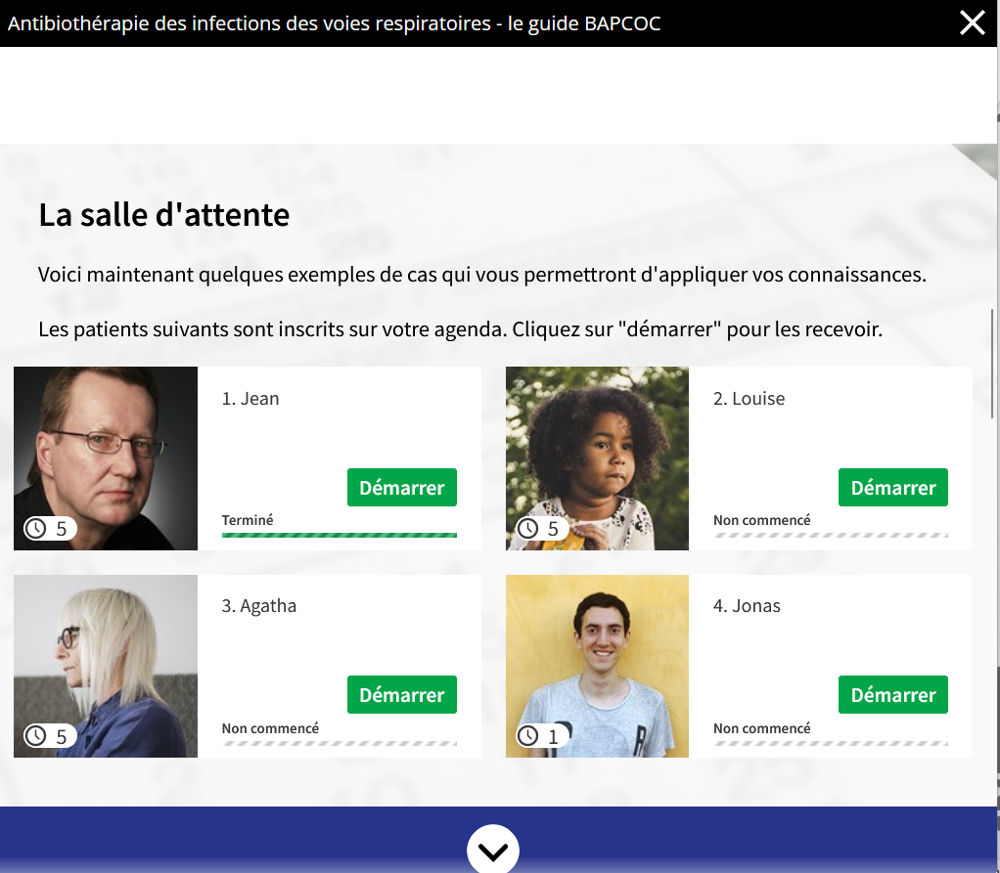 Antibiothérapie des infections des voies respiratoires - le guide BAPCOC
La salle d'attente
Voici maintenant quelques exemples de cas qui vous permettront d'appliquer vos connaissances.
Les patients suivants sont inscrits sur votre agenda. Cliquez sur "démarrer" pour les recevoir.
1. Jean
Démarrer
Terminé
5
2. Louise
Démarrer
Non commencé
5
3. Agatha
Démarrer
Non commencé
5
4. Jonas
Démarrer
Non commencé
1